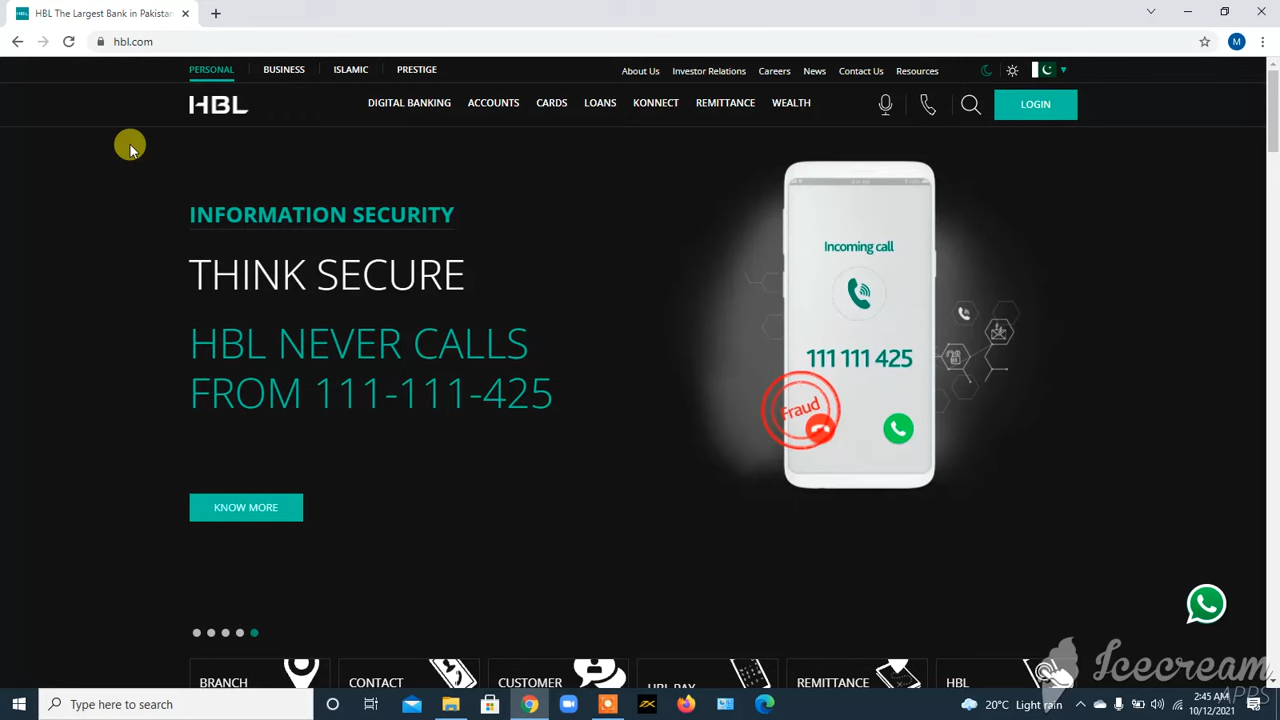 HBL The Largest Bank in Pakistan
hbl.com
M
PERSONAL BUSINESS ISLAMIC PRESTIGE
About Us Investor Relations Careers News Contact Us Resources
HBL
DIGITAL BANKING ACCOUNTS CARDS LOANS KONNECT REMITTANCE WEALTH
LOGIN
INFORMATION SECURITY
THINK SECURE
HBL NEVER CALLS
FROM 111-111-425
KNOW MORE
Incoming call
111 111 425
Fraud
BRANCH CONTACT CUSTOMER HBL PAY REMITTANCE HBL
Icecream
APPS
Type here to search
20°C Light rain
2:45 AM
10/12/2021